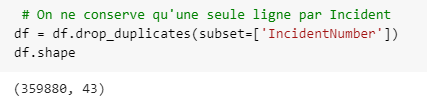 # On ne conserve qu'une seule ligne par Incident
df = df.drop_duplicates(subset=['IncidentNumber'])
df.shape
(359880, 43)